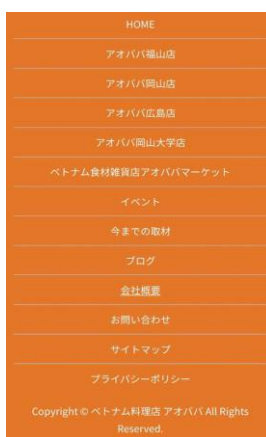 HOME
アオババ福山店
アオババ岡山店
アオババ広島店
アオババ岡山大学店
ベトナム食材雑貨店アオババマーケット
イベント
今までの取材
ブログ
会社概要
お問い合わせ
サイトマップ
プライバシーポリシー
Copyright © ベトナム料理店 アオババ All Rights
Reserved.